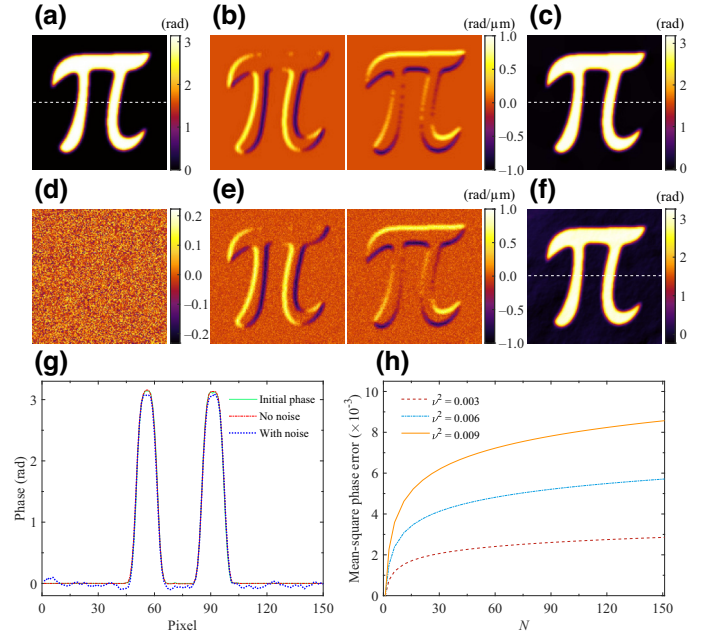 (a) (b) (c)
(rad) (rad/µm) (rad)
3 1.0 3
2 0.5 2
0.0
1 −0.5 1
0 −1.0 0
(d) (e) (f)
(rad/µm) (rad)
0.2 1.0 3
0.1 0.5 2
0.0 0.0
−0.1 −0.5 1
−0.2 −1.0 0
(g) (h)
3
2
1
0
Phase (rad)
Initial phase
No noise
With noise
0 30 60 90 120 150
Pixel
10
8
6
4
2
0
Mean-square phase error (×10⁻³)
ν² = 0.003
ν² = 0.006
ν² = 0.009
0 30 60 90 120 150
N